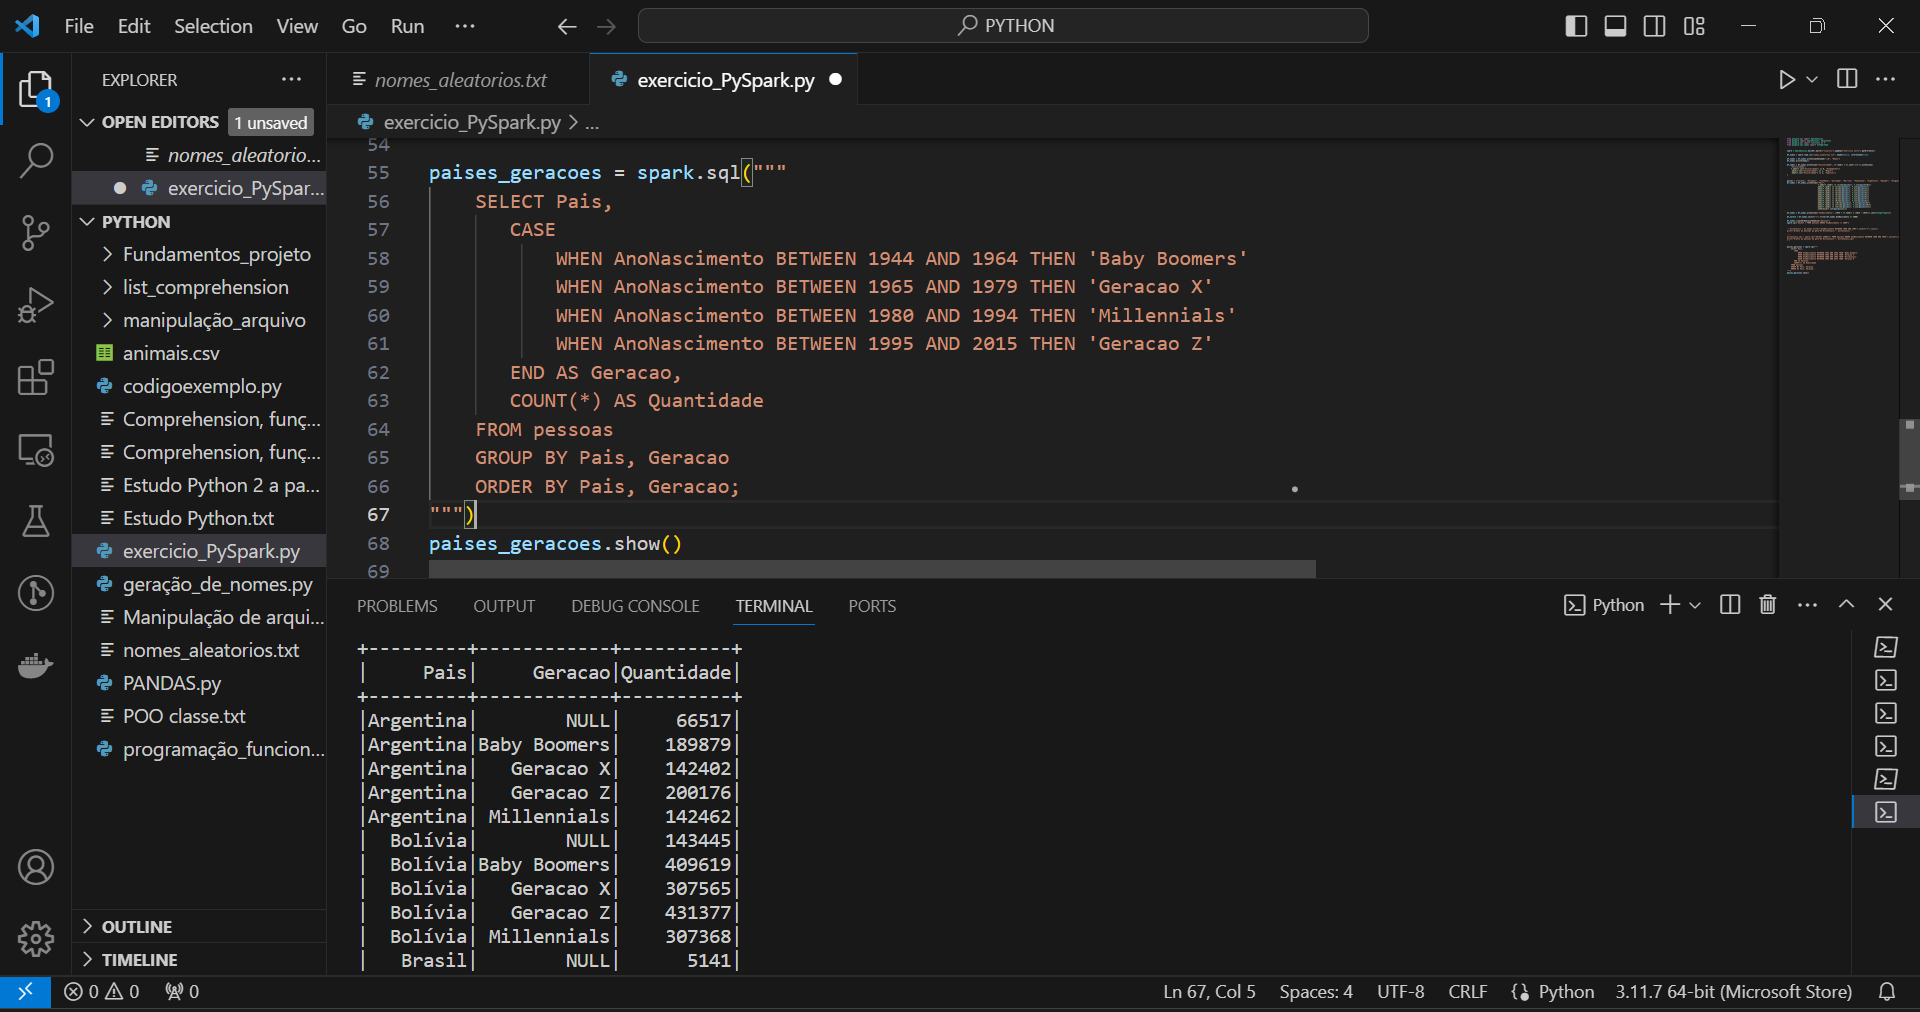 File Edit Selection View Go Run ···
PYTHON
EXPLORER ···
OPEN EDITORS 1 unsaved
nomes_aleatorio...
exercicio_PySpar...
PYTHON
Fundamentos_projeto
list_comprehension
manipulação_arquivo
animais.csv
codigoexemplo.py
Comprehension, funç...
Comprehension, funç...
Estudo Python 2 a pa...
Estudo Python.txt
exercicio_PySpark.py
geração_de_nomes.py
Manipulação de arqui...
nomes_aleatorios.txt
PANDAS.py
POO classe.txt
programação_funcion...
OUTLINE
TIMELINE
1
nomes_aleatorios.txt
exercicio_PySpark.py
exercicio_PySpark.py > ...
54
55 paises_geracoes = spark.sql("""
56 SELECT Pais,
57 CASE
58 WHEN AnoNascimento BETWEEN 1944 AND 1964 THEN 'Baby Boomers'
59 WHEN AnoNascimento BETWEEN 1965 AND 1979 THEN 'Geracao X'
60 WHEN AnoNascimento BETWEEN 1980 AND 1994 THEN 'Millennials'
61 WHEN AnoNascimento BETWEEN 1995 AND 2015 THEN 'Geracao Z'
62 END AS Geracao,
63 COUNT(*) AS Quantidade
64 FROM pessoas
65 GROUP BY Pais, Geracao
66 ORDER BY Pais, Geracao;
67 """)
68 paises_geracoes.show()
69
PROBLEMS OUTPUT DEBUG CONSOLE TERMINAL PORTS
Python
+---------+------------+----------+
|     Pais|     Geracao|Quantidade|
+---------+------------+----------+
|Argentina|        NULL|     66517|
|Argentina|Baby Boomers|    189879|
|Argentina|   Geracao X|    142402|
|Argentina|   Geracao Z|    200176|
|Argentina| Millennials|    142462|
|  Bolívia|        NULL|    143445|
|  Bolívia|Baby Boomers|    409619|
|  Bolívia|   Geracao X|    307565|
|  Bolívia|   Geracao Z|    431377|
|  Bolívia| Millennials|    307368|
|   Brasil|        NULL|      5141|
0 0 0
Ln 67, Col 5 Spaces: 4 UTF-8 CRLF Python 3.11.7 64-bit (Microsoft Store)